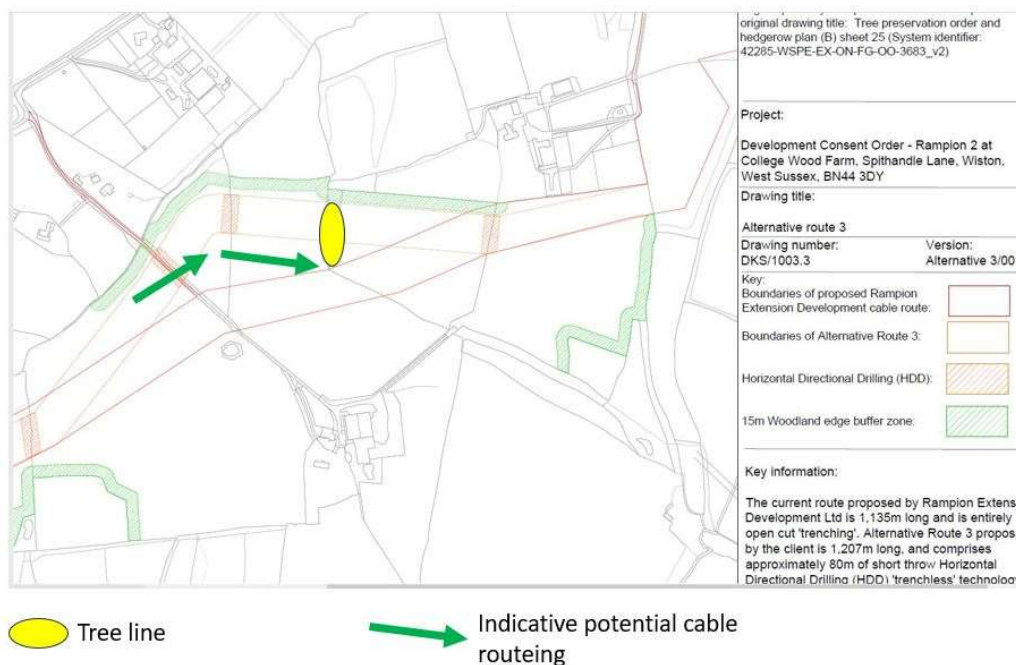 original drawing title: Tree preservation order and
hedgerow plan (B) sheet 25 (System identifier:
42285-WSPE-EX-ON-FG-OO-3683_v2)
Project:
Development Consent Order - Rampion 2 at
College Wood Farm, Spithandle Lane, Wiston,
West Sussex, BN44 3DY
Drawing title:
Alternative route 3
Drawing number:
DKS/1003.3
Version:
Alternative 3/00
Key:
Boundaries of proposed Rampion
Extension Development cable route:
Boundaries of Alternative Route 3:
Horizontal Directional Drilling (HDD):
15m Woodland edge buffer zone:
Key information:
The current route proposed by Rampion Extens
Development Ltd is 1,135m long and is entirely
open cut 'trenching'. Alternative Route 3 propos
by the client is 1,207m long, and comprises
approximately 80m of short throw Horizontal
Directional Drilling (HDD) 'trenchless' technology
Tree line
Indicative potential cable
routeing